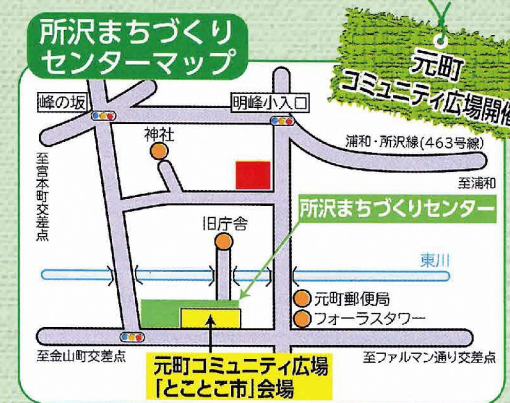 所沢まちづくり
センターマップ
元町
コミュニティ広場開催
峰の坂
明峰小入口
神社
浦和・所沢線(463号線)
至浦和
至宮本町交差点
所沢まちづくりセンター
旧庁舎
東川
元町郵便局
フォーラスタワー
至金山町交差点
至ファルマン通り交差点
元町コミュニティ広場
「とことこ市」会場